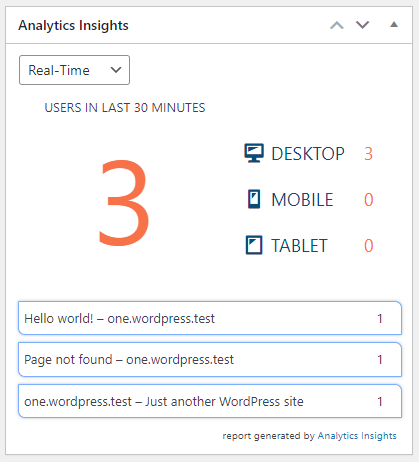 Analytics Insights
Real-Time
USERS IN LAST 30 MINUTES
3
DESKTOP 3
MOBILE 0
TABLET 0
Hello world! – one.wordpress.test 1
Page not found – one.wordpress.test 1
one.wordpress.test – Just another WordPress site 1
report generated by Analytics Insights